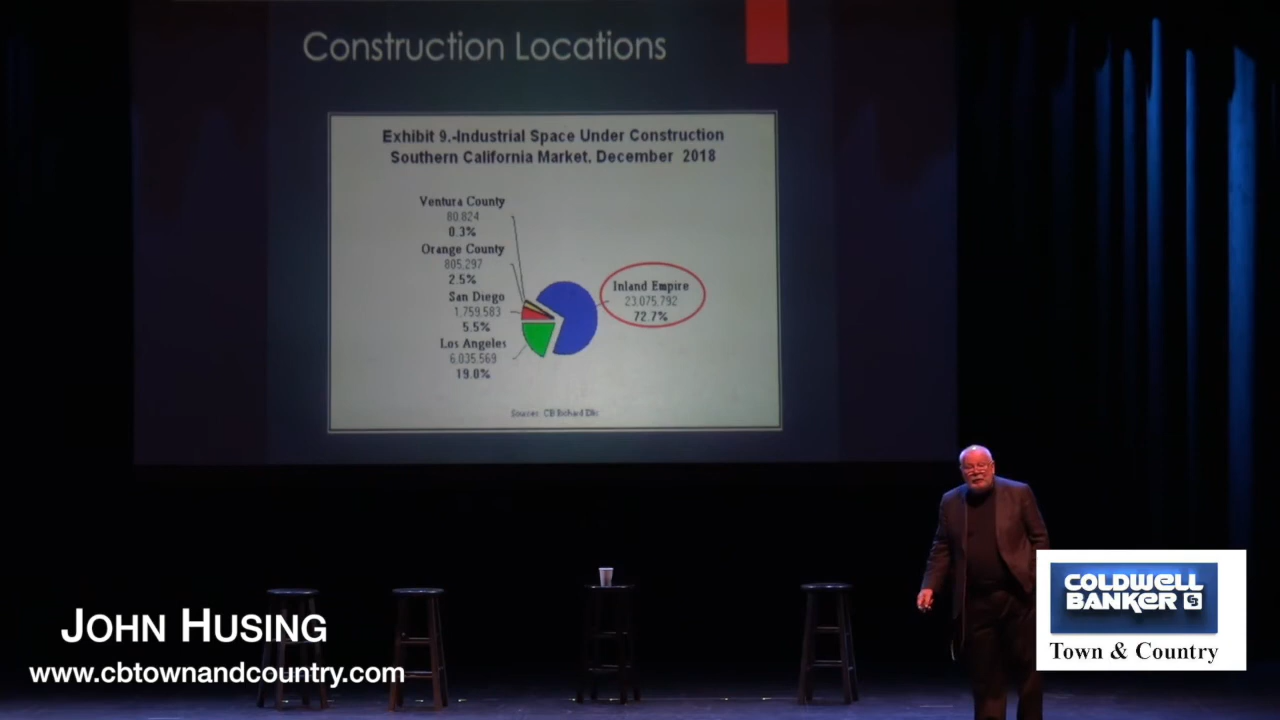 Construction Locations
Exhibit 9.-Industrial Space Under Construction
Southern California Market, December 2018
Ventura County
80,824
0.3%
Orange County
805,297
2.5%
San Diego
1,759,583
5.5%
Los Angeles
6,035,569
19.0%
Inland Empire
23,075,792
72.7%
Source: CB Richard Ellis
JOHN HUSING
www.cbtownandcountry.com
COLDWELL
BANKER CB
Town & Country